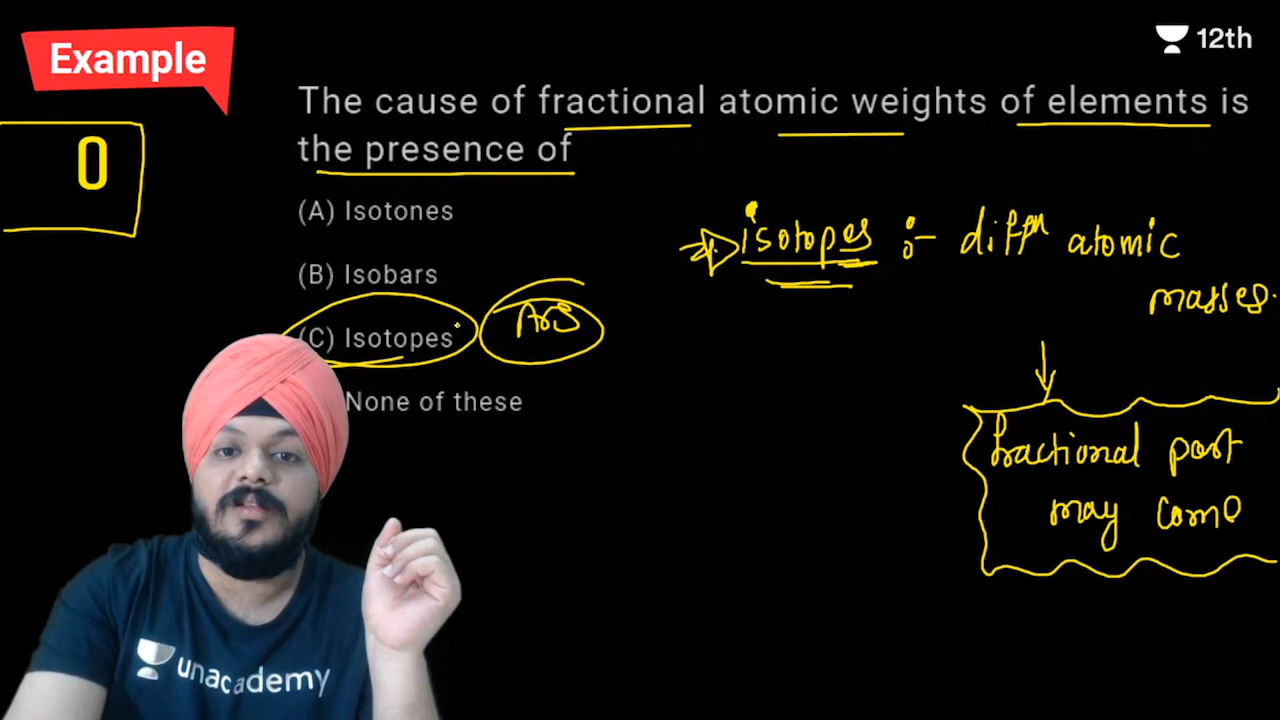 Example
12th
The cause of fractional atomic weights of elements is
the presence of
0
(A) Isotones
(B) Isobars
(C) Isotopes
Ans
None of these
isotopes :- diffn atomic
masses.
fractional part
may come
unacademy